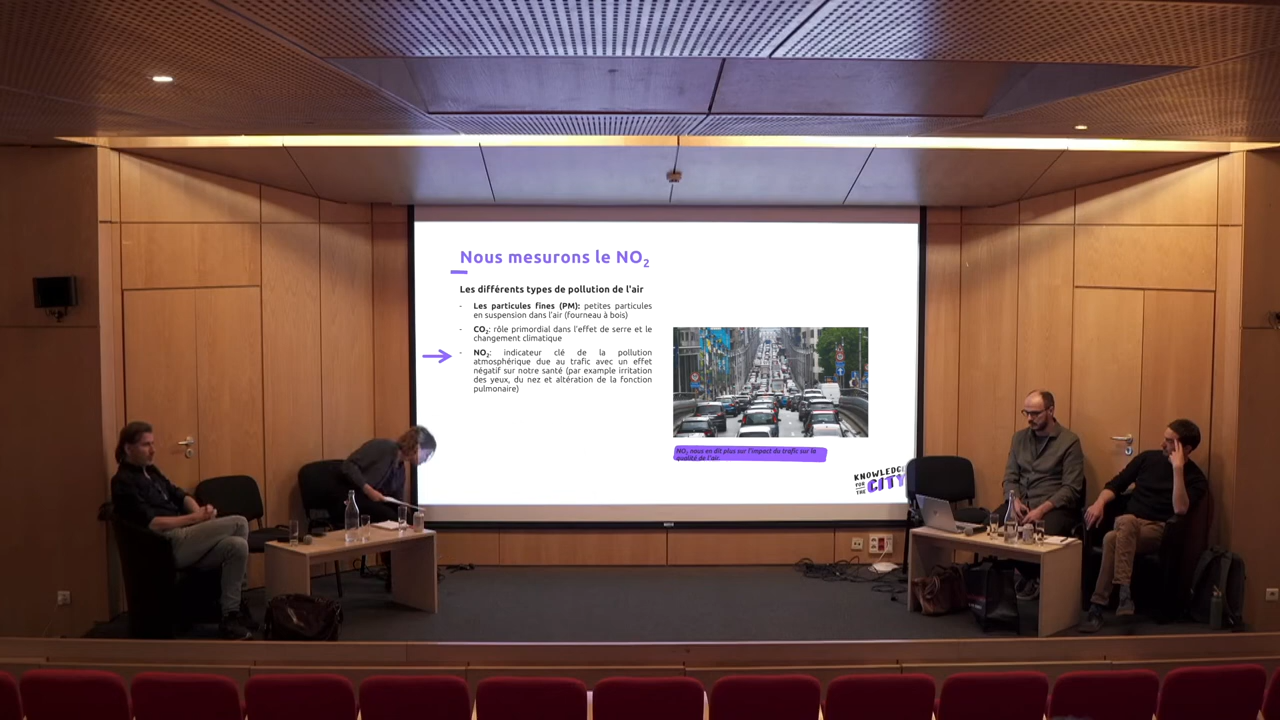 Nous mesurons le NO₂
Les différents types de pollution de l'air
- Les particules fines (PM): petites particules
en suspension dans l'air (fourneau à bois)
- CO₂: rôle primordial dans l'effet de serre et le
changement climatique
- NO₂: indicateur clé de la pollution
atmosphérique due au trafic avec un effet
négatif sur notre santé (par example irritation
des yeux, du nez et altération de la fonction
pulmonaire)
NO₂ nous en dit plus sur l'impact du trafic sur la
qualité de l'air.
KNOWLEDGE
FOR THE CITY